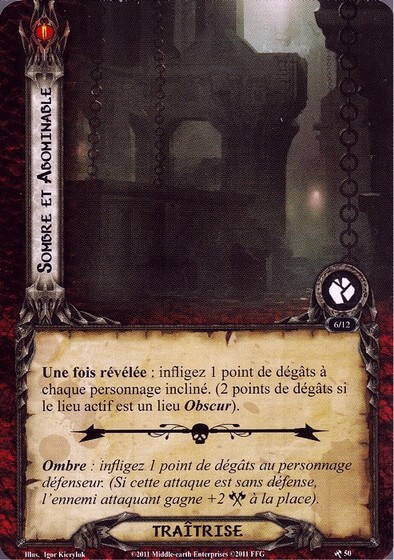 SOMBRE ET ABOMINABLE
6/12
Une fois révélée : infligez 1 point de dégâts à
chaque personnage incliné. (2 points de dégâts si
le lieu actif est un lieu Obscur).
Ombre : infligez 1 point de dégâts au personnage
défenseur. (Si cette attaque est sans défense,
l'ennemi attaquant gagne +2 à la place).
TRAÎTRISE
Illus. Igor Kieryluk
©2011 Middle-earth Enterprises ©2011 FFG
50